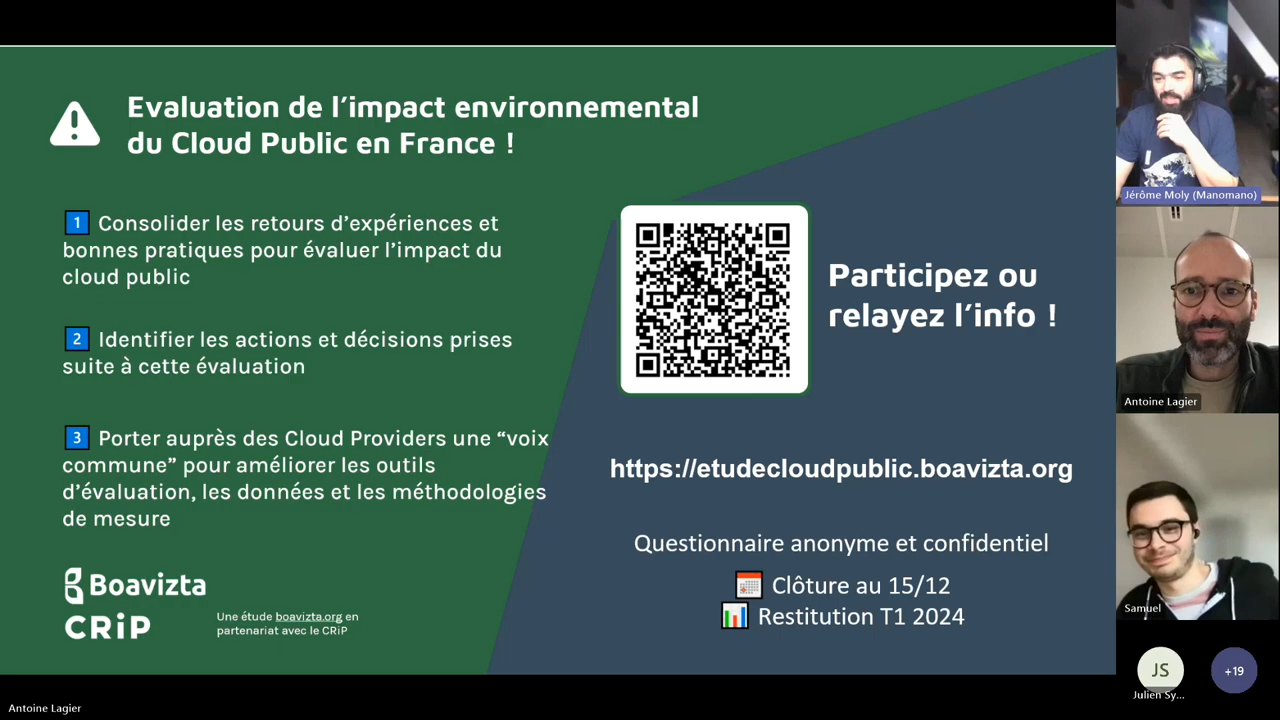 Evaluation de l’impact environnemental
du Cloud Public en France !
1 Consolider les retours d’expériences et
bonnes pratiques pour évaluer l’impact du
cloud public
2 Identifier les actions et décisions prises
suite à cette évaluation
3 Porter auprès des Cloud Providers une “voix
commune” pour améliorer les outils
d’évaluation, les données et les méthodologies
de mesure
Boavizta
CRiP
Une étude boavizta.org en
partenariat avec le CRiP
Participez ou
relayez l’info !
https://etudecloudpublic.boavizta.org
Questionnaire anonyme et confidentiel
Clôture au 15/12
Restitution T1 2024
Jérôme Moly (Manomano)
Antoine Lagier
Samuel
JS
Julien Sy...
+19
Antoine Lagier